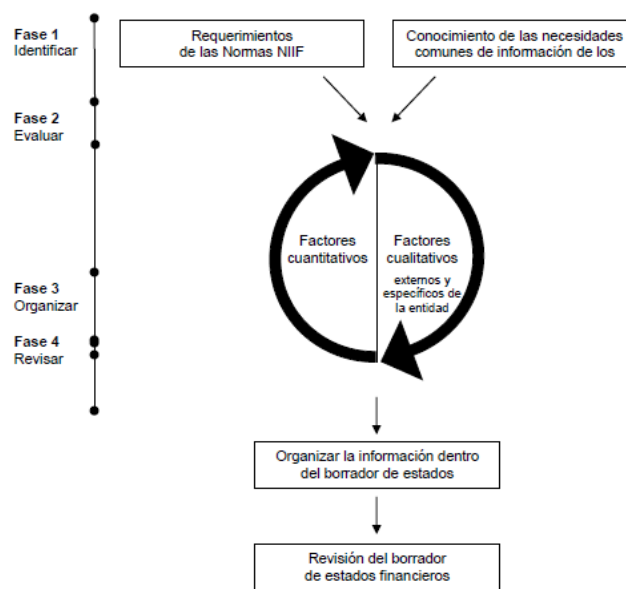 Fase 1
Identificar
Requerimientos
de las Normas NIIF
Conocimiento de las necesidades
comunes de información de los
Fase 2
Evaluar
Factores
cuantitativos
Factores
cualitativos
externos y
específicos de
la entidad
Fase 3
Organizar
Fase 4
Revisar
Organizar la información dentro
del borrador de estados
Revisión del borrador
de estados financieros